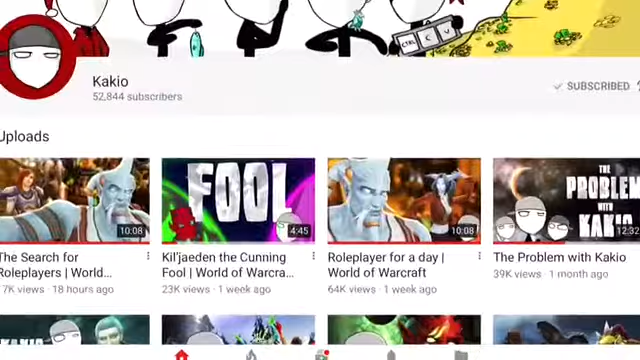 CTRL C V
Kakio
52,844 subscribers
SUBSCRIBED
Uploads
10:08
FOOL
4:45
10:08
THE
PROBLEM
WITH
KAKIO
12:32
The Search for
Roleplayers | World...
Kil'jaeden the Cunning
Fool | World of Warcra...
Roleplayer for a day |
World of Warcraft
The Problem with Kakio
7K views · 18 hours ago
23K views · 1 week ago
64K views · 1 week ago
39K views · 1 month ago